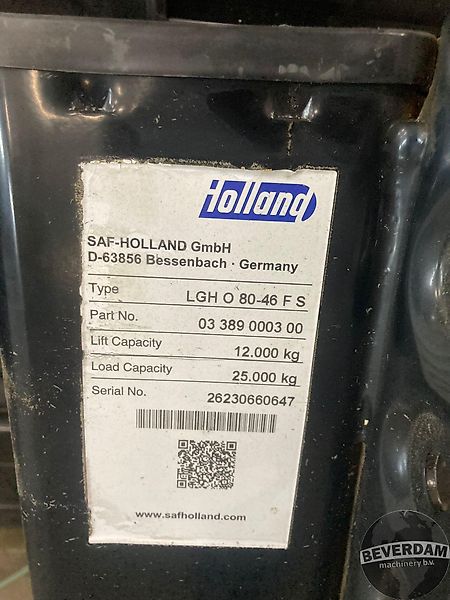 Holland
SAF-HOLLAND GmbH
D-63856 Bessenbach · Germany
Type LGH O 80-46 F S
Part No. 03 389 0003 00
Lift Capacity 12.000 kg
Load Capacity 25.000 kg
Serial No. 26230660647
www.safholland.com
BEVERDAM
machinery b.v.